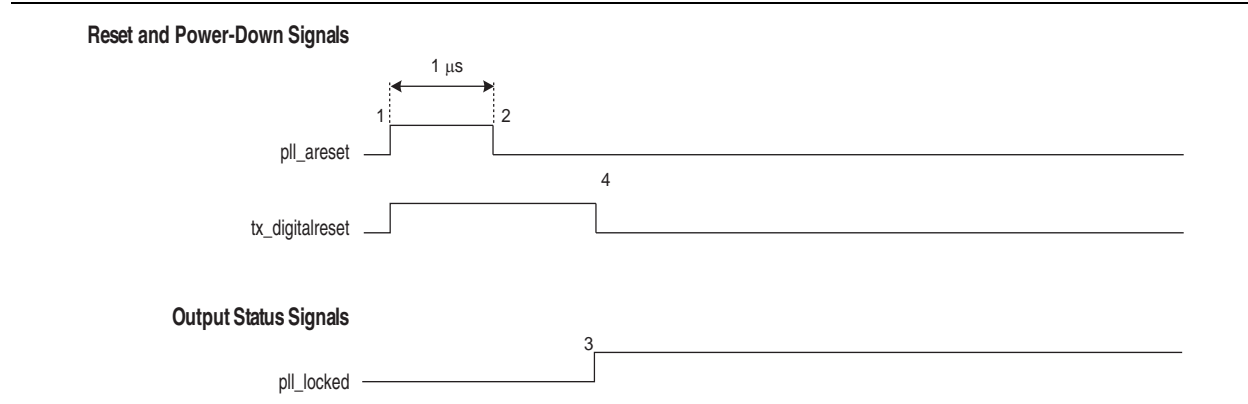 Reset and Power-Down Signals
1 μs
1
2
pll_areset
4
tx_digitalreset
Output Status Signals
3
pll_locked